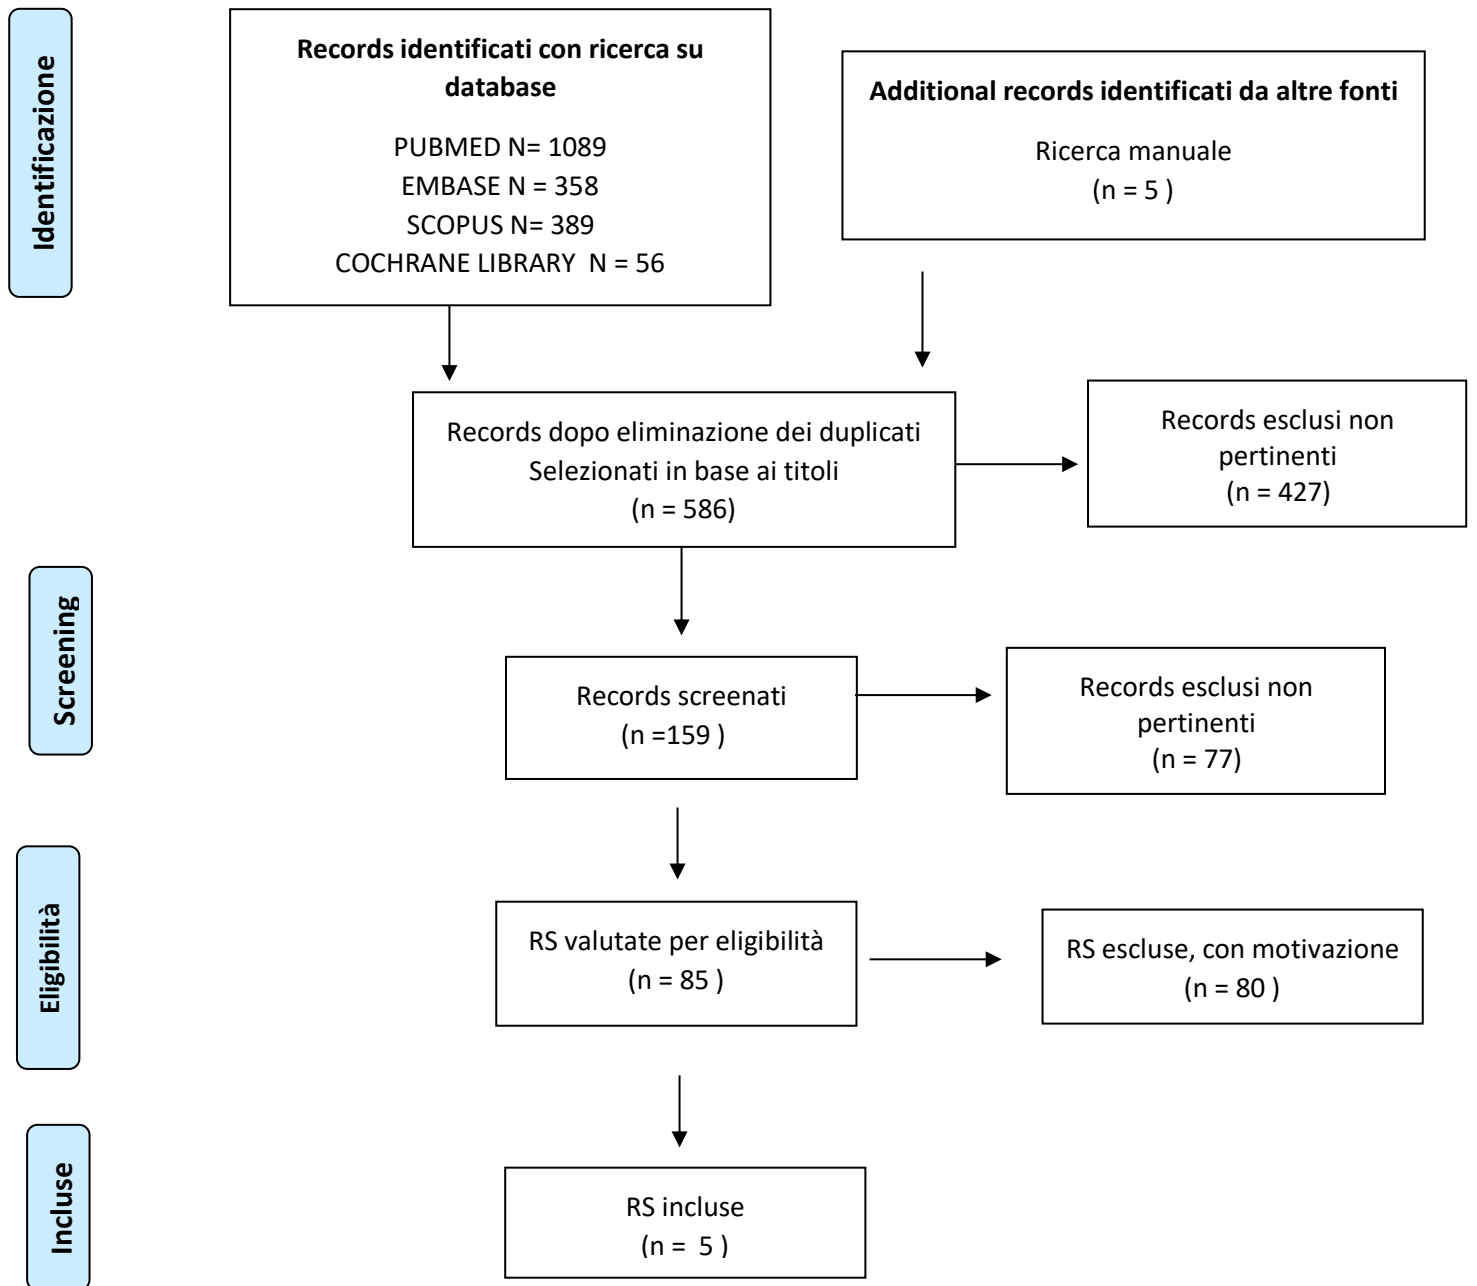 Identificazione
Records identificati con ricerca su
database
PUBMED N= 1089
EMBASE N = 358
SCOPUS N= 389
COCHRANE LIBRARY  N = 56
Additional records identificati da altre fonti
Ricerca manuale
(n = 5 )
Records dopo eliminazione dei duplicati
Selezionati in base ai titoli
(n = 586)
Records esclusi non
pertinenti
(n = 427)
Screening
Records screenati
(n =159 )
Records esclusi non
pertinenti
(n = 77)
Eligibilità
RS valutate per eligibilità
(n = 85 )
RS escluse, con motivazione
(n = 80 )
Incluse
RS incluse
(n =  5 )